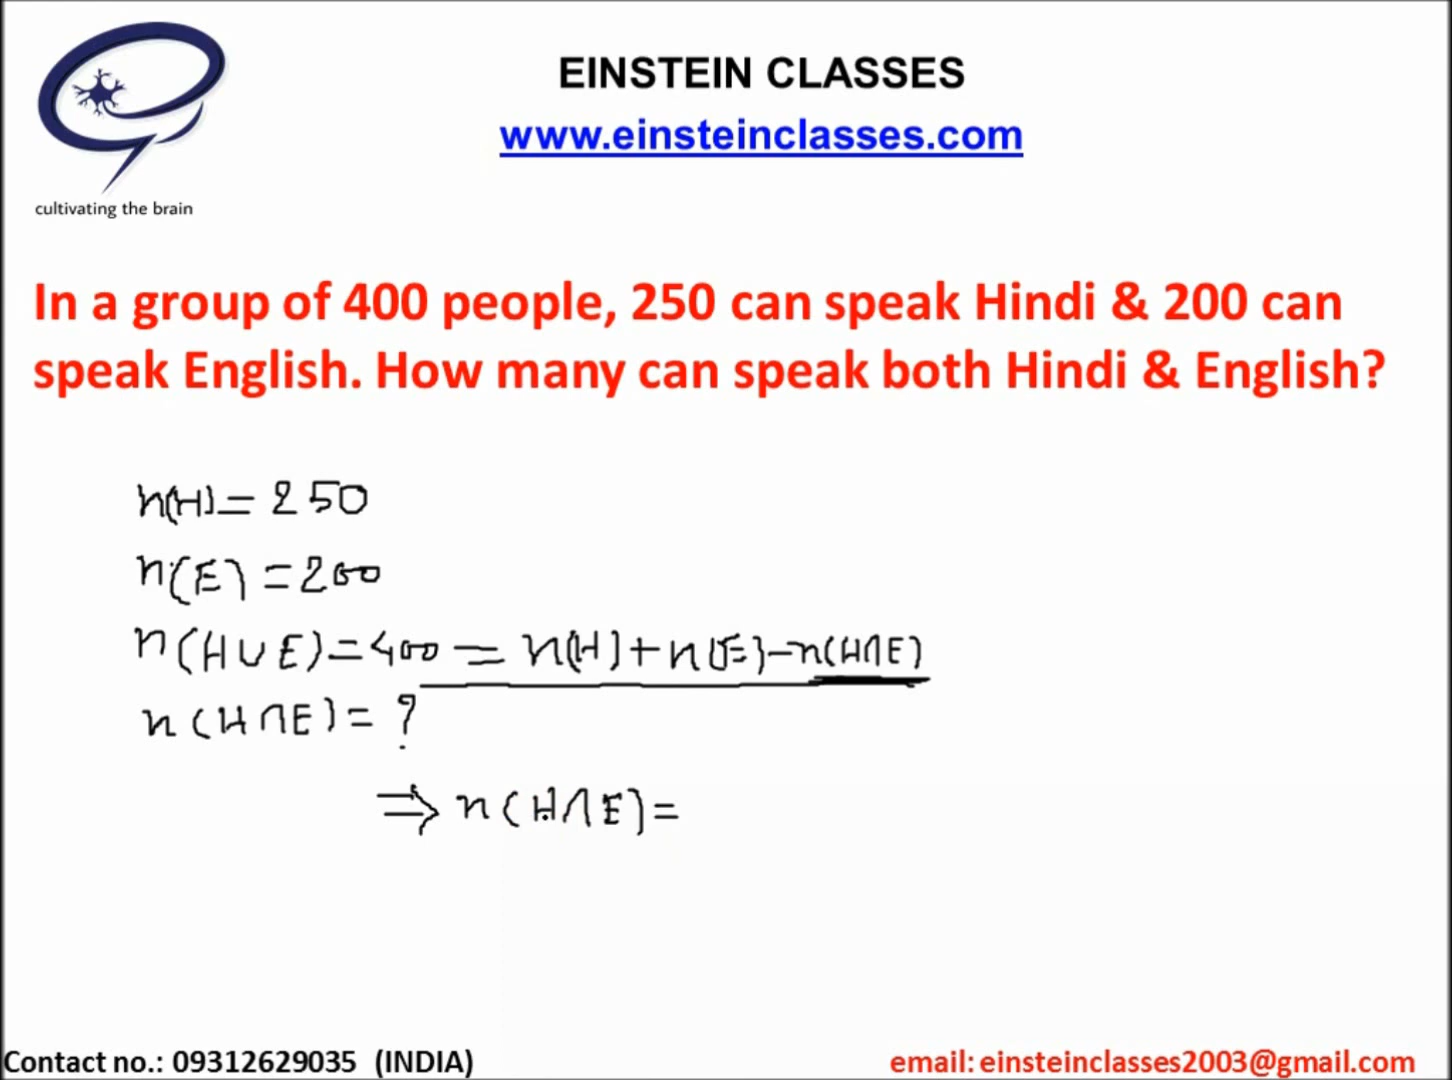 EINSTEIN CLASSES
www.einsteinclasses.com
cultivating the brain
In a group of 400 people, 250 can speak Hindi & 200 can
speak English. How many can speak both Hindi & English?
n(H) = 250
n(E) = 200
n(H∪E) = 400 = n(H) + n(E) - n(H∩E)
n(H∩E) = ?
⇒ n(H∩E) =
Contact no.: 09312629035 (INDIA)
email: einsteinclasses2003@gmail.com